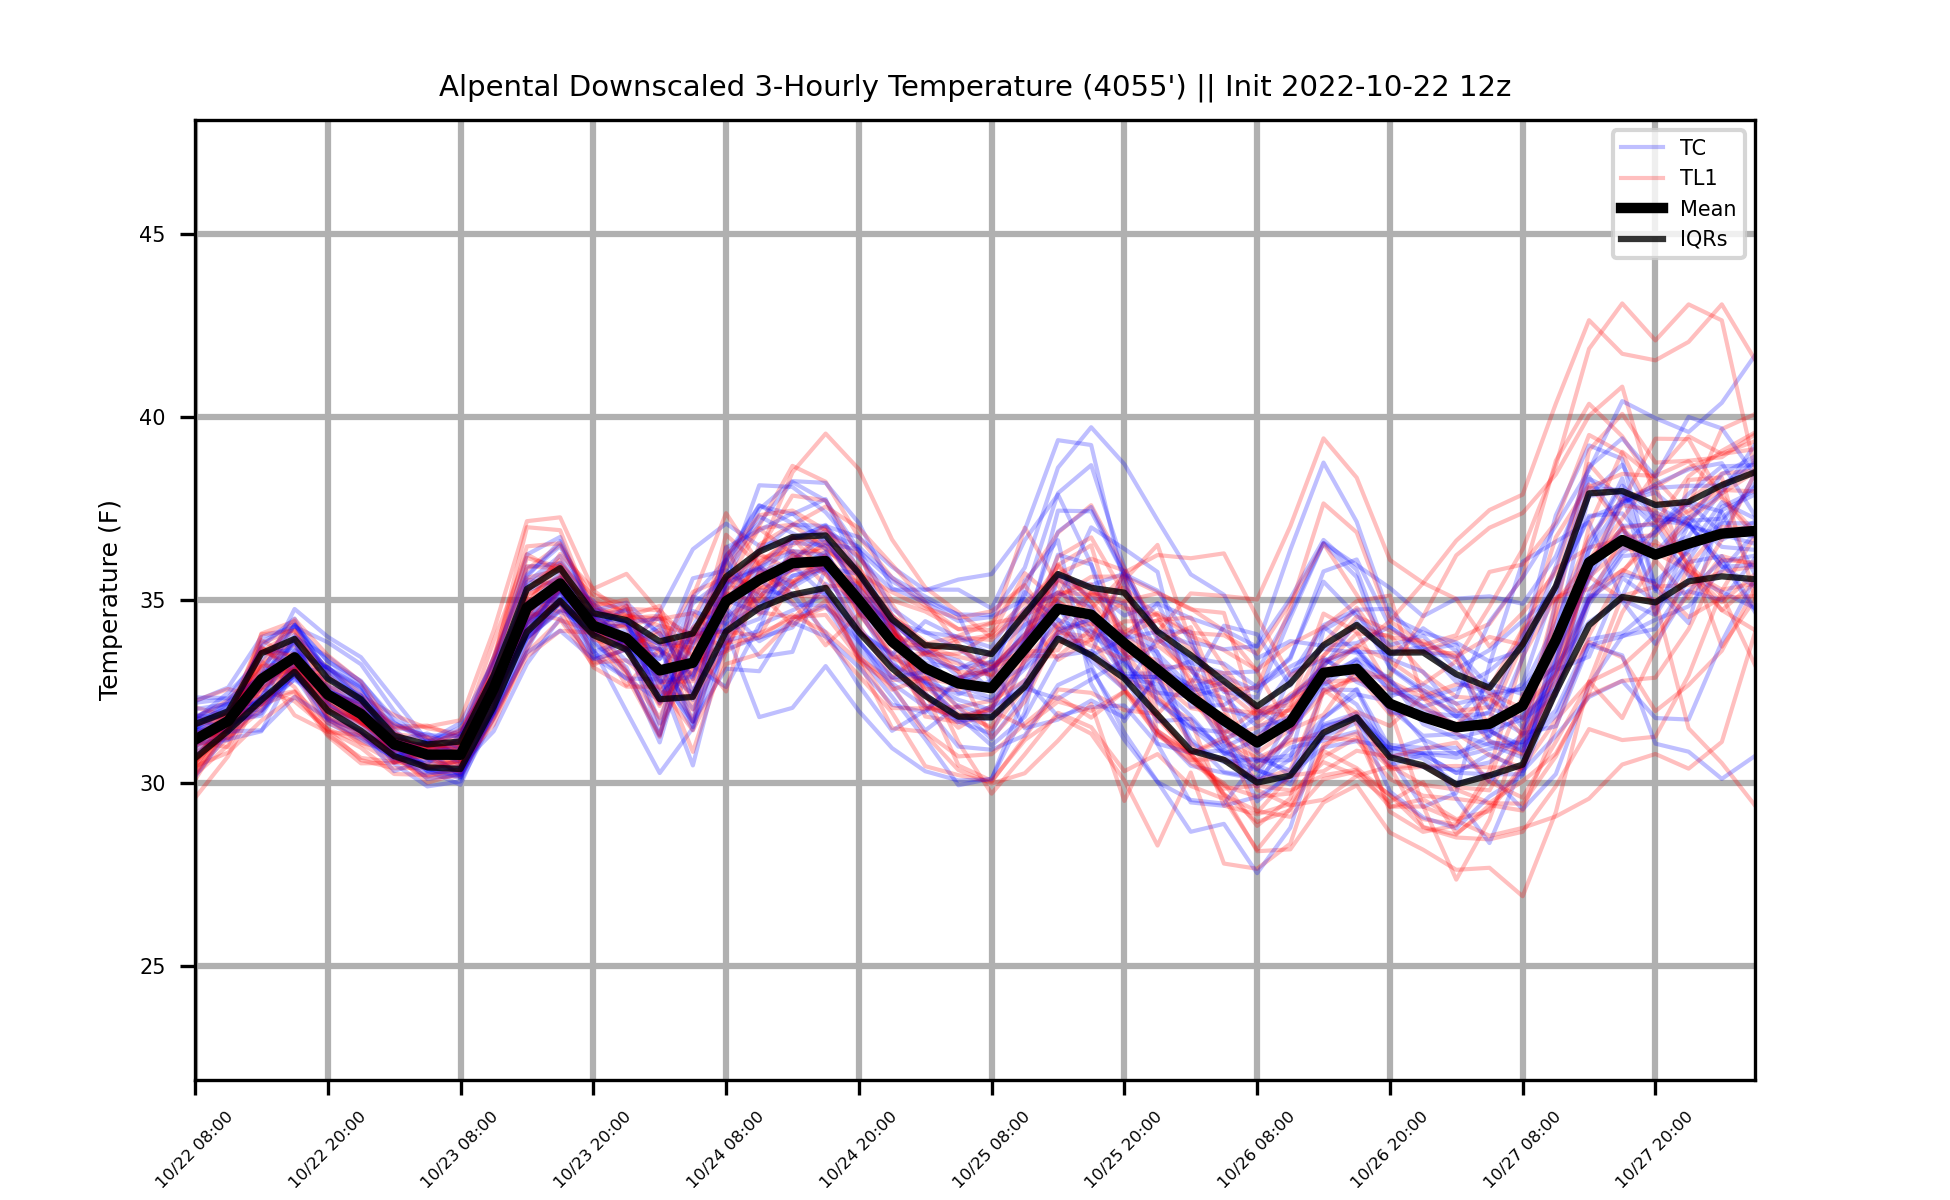 Alpental Downscaled 3-Hourly Temperature (4055') || Init 2022-10-22 12z
TC
TL1
Mean
IQRs
Temperature (F)
45
40
35
30
25
10/22 08:00
10/22 20:00
10/23 08:00
10/23 20:00
10/24 08:00
10/24 20:00
10/25 08:00
10/25 20:00
10/26 08:00
10/26 20:00
10/27 08:00
10/27 20:00